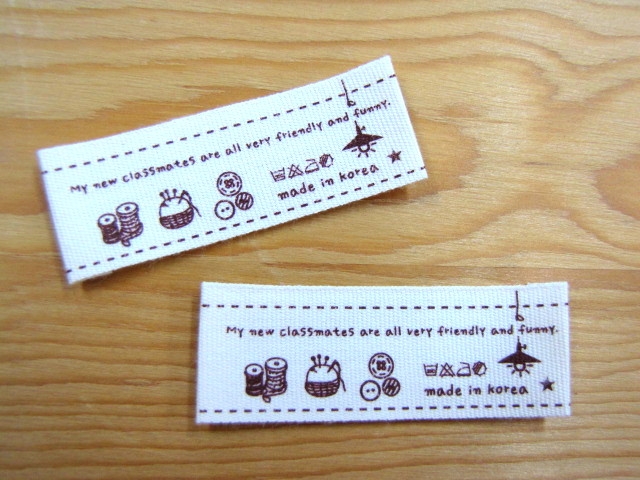 My new classmates are all very friendly and funny.
made in korea
My new classmates are all very friendly and funny.
made in korea